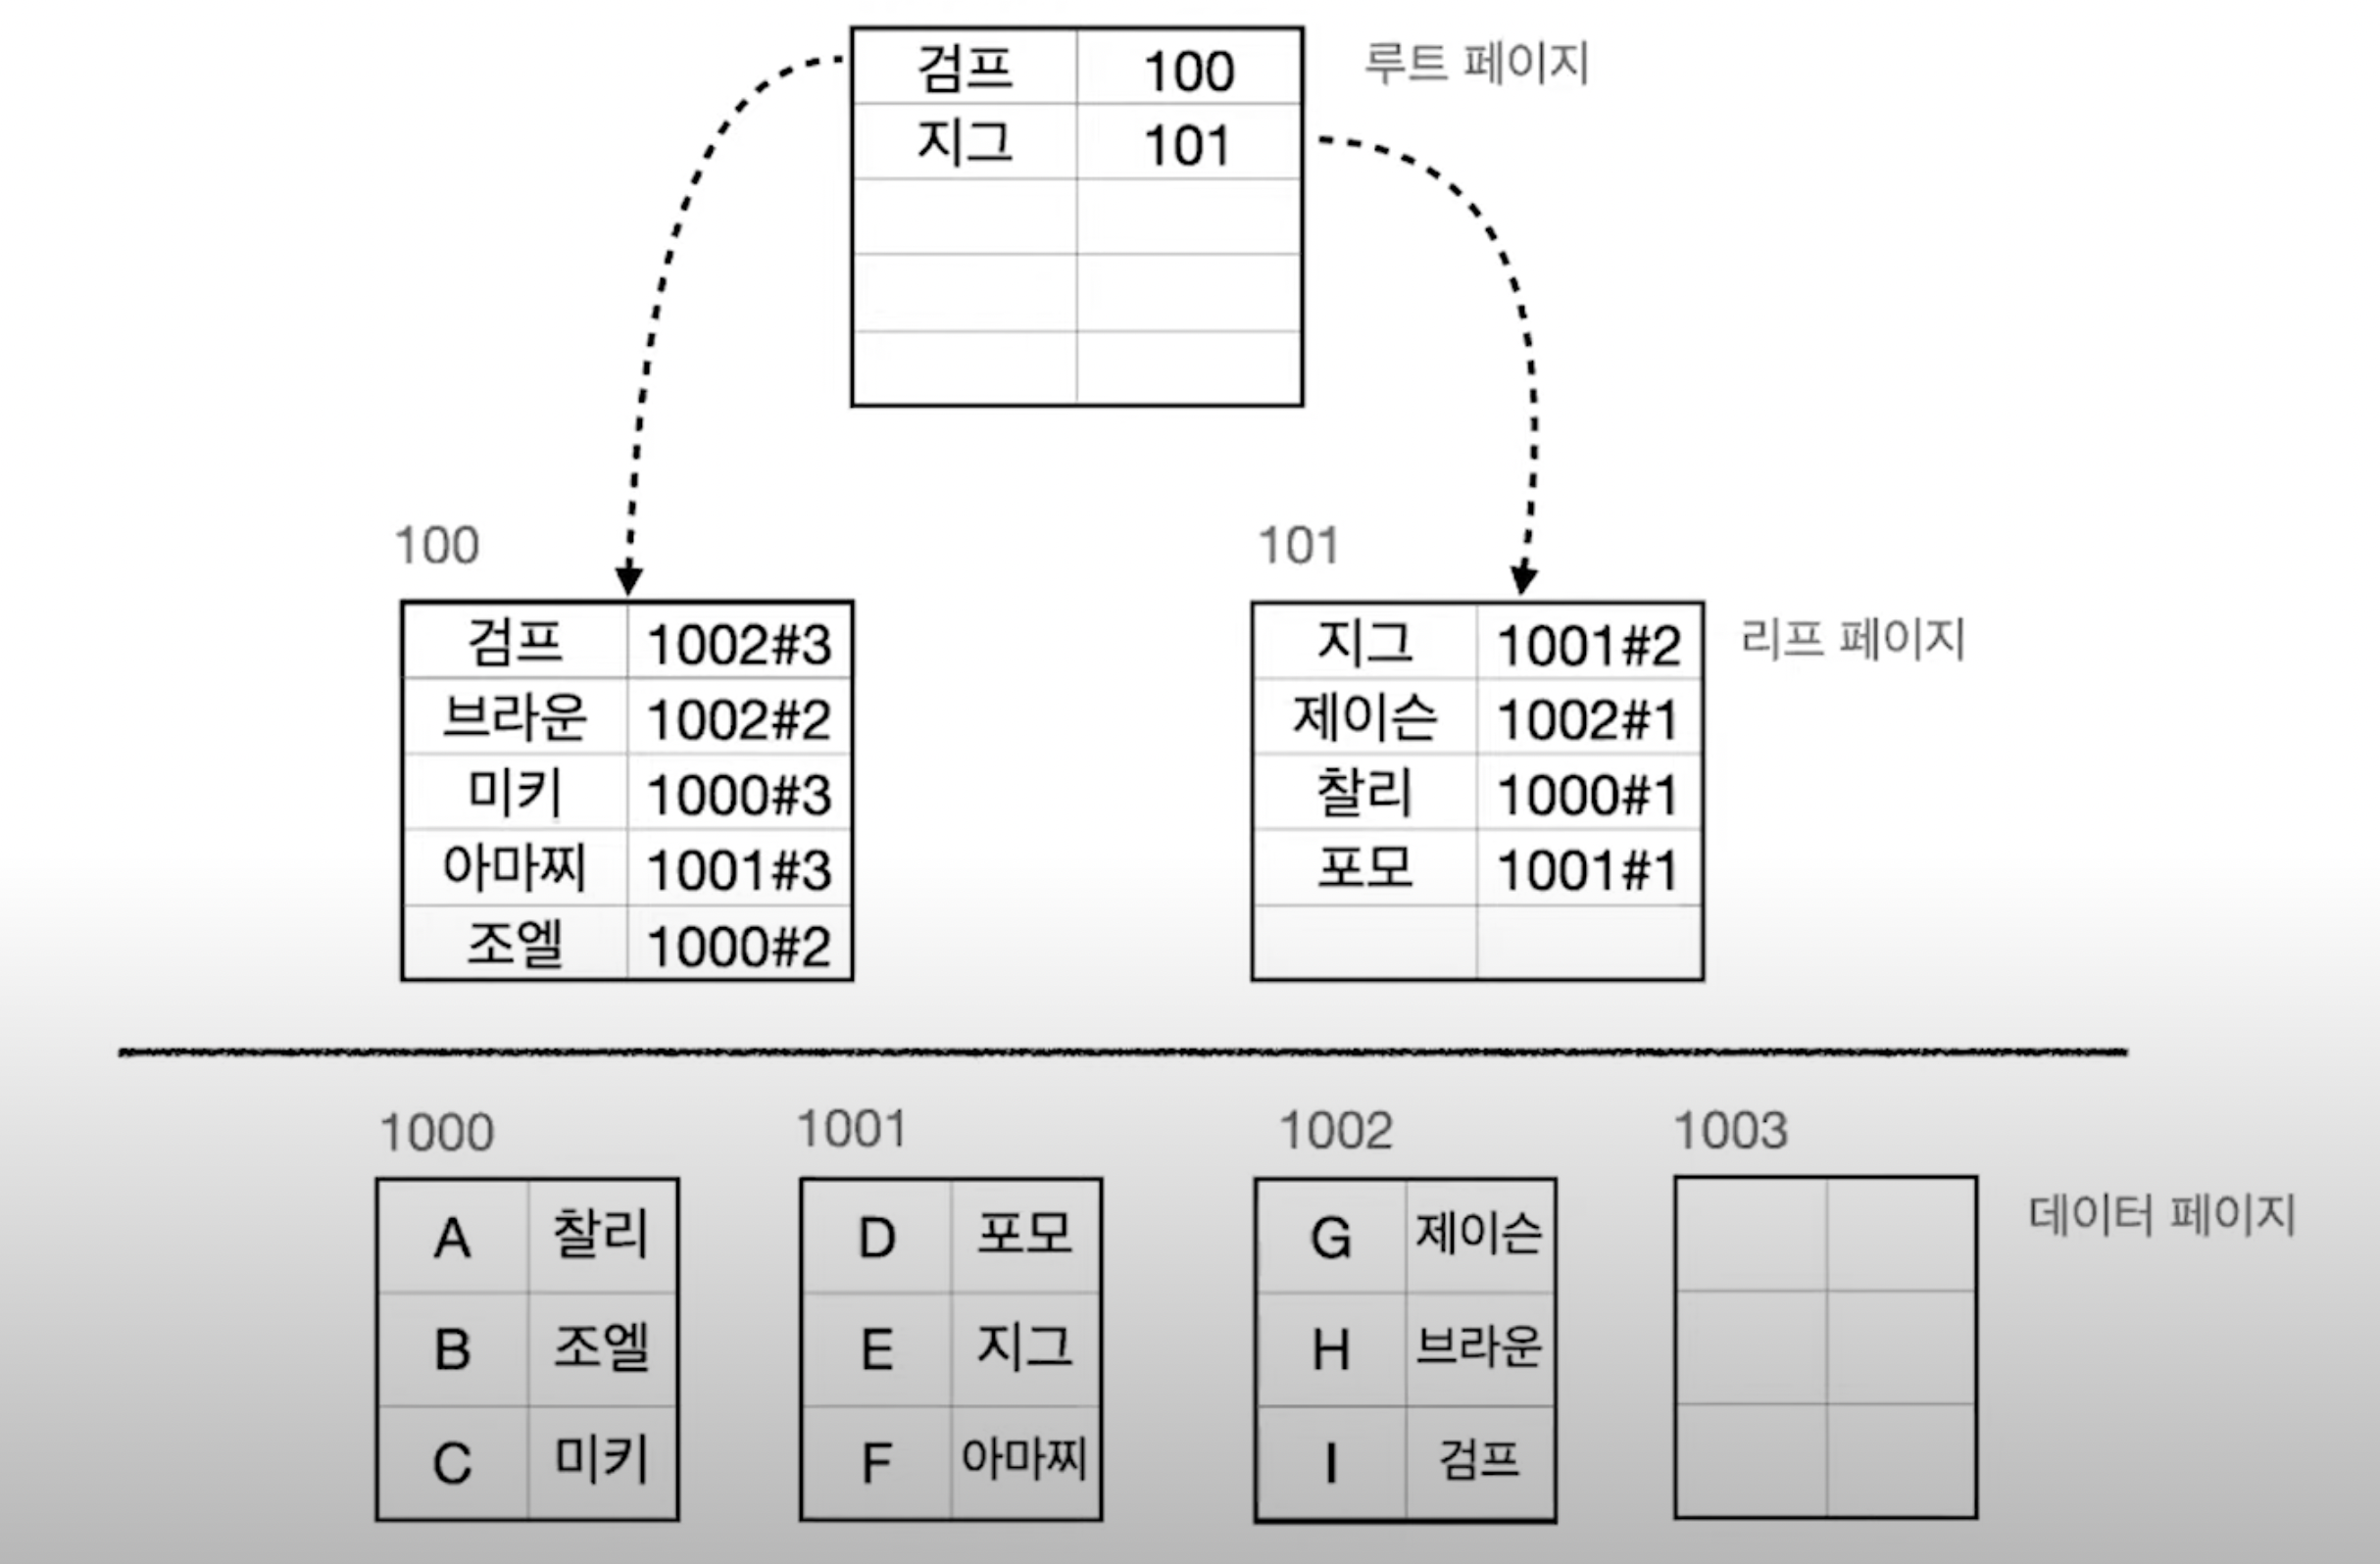 검프 100
지그 101
루트 페이지
100
검프 1002#3
브라운 1002#2
미키 1000#3
아마찌 1001#3
조엘 1000#2
101
지그 1001#2
제이슨 1002#1
찰리 1000#1
포모 1001#1
리프 페이지
1000
A 찰리
B 조엘
C 미키
1001
D 포모
E 지그
F 아마찌
1002
G 제이슨
H 브라운
I 검프
1003
데이터 페이지